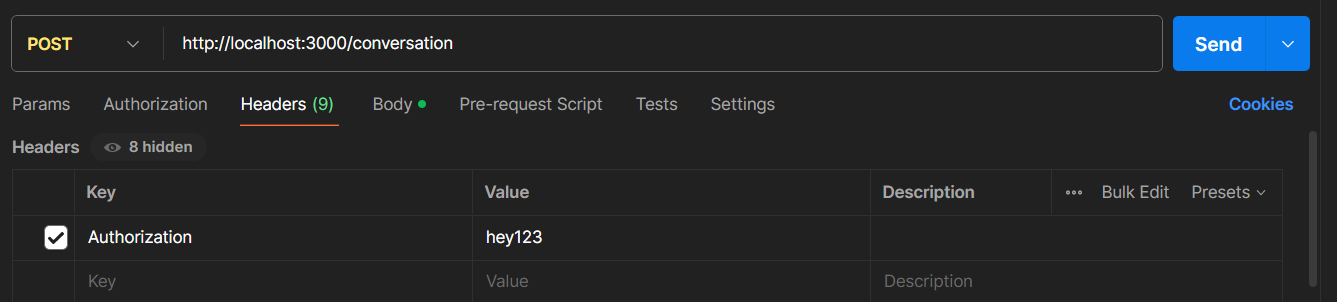 POST http://localhost:3000/conversation Send
Params Authorization Headers (9) Body Pre-request Script Tests Settings Cookies
Headers 8 hidden
Key Value Description ••• Bulk Edit Presets
Authorization hey123
Key Value Description